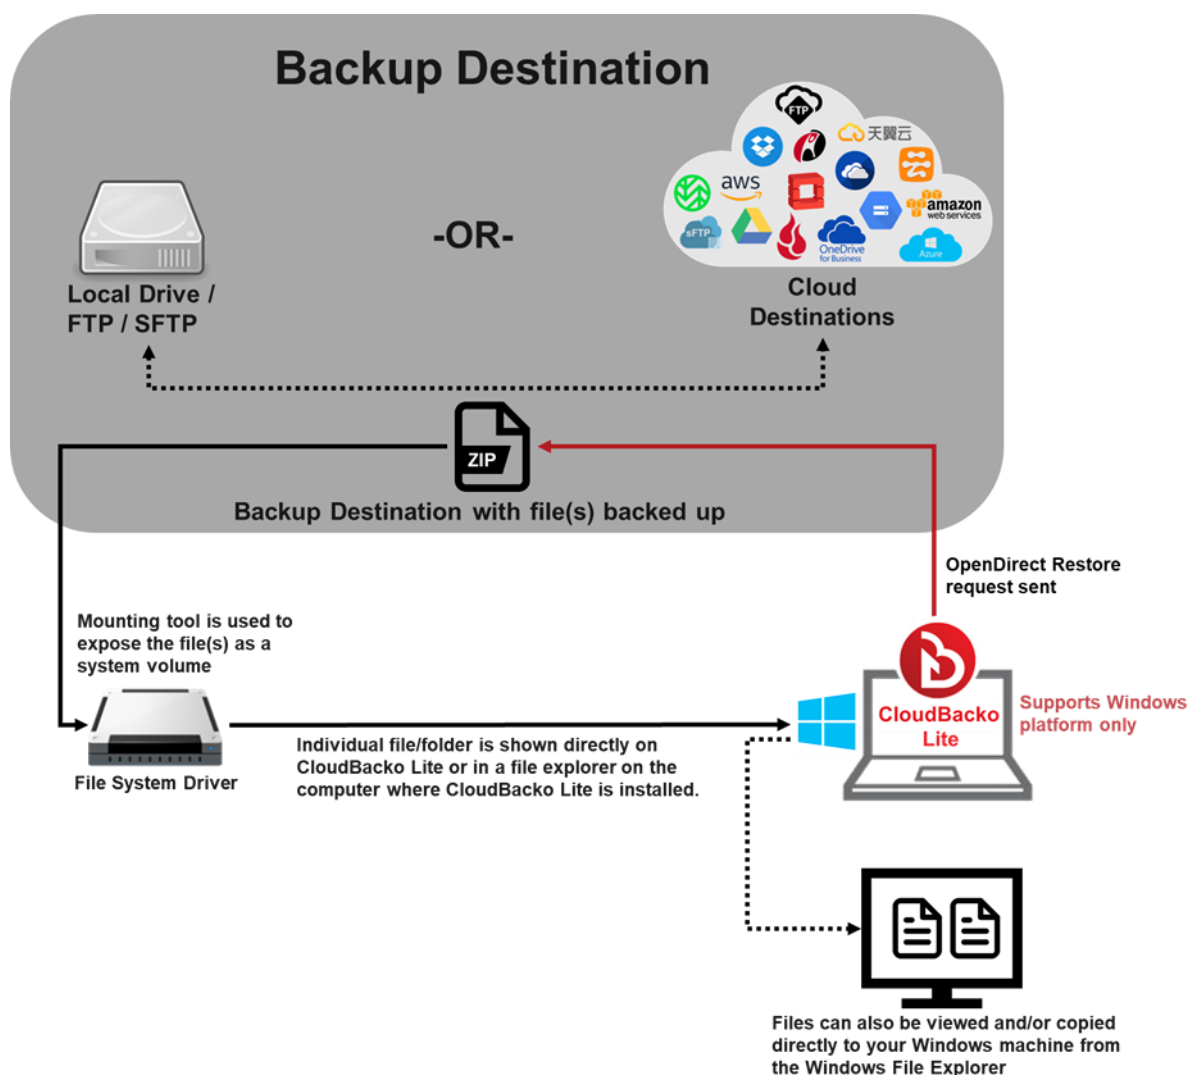 Backup Destination
FTP
天翼云
aws
云
amazon
web services
sFTP
OneDrive
for Business
Azure
-OR-
Local Drive /
FTP / SFTP
Cloud
Destinations
ZIP
Backup Destination with file(s) backed up
OpenDirect Restore
request sent
Mounting tool is used to
expose the file(s) as a
system volume
File System Driver
Individual file/folder is shown directly on
CloudBacko Lite or in a file explorer on the
computer where CloudBacko Lite is installed.
CloudBacko
Lite
Supports Windows
platform only
Files can also be viewed and/or copied
directly to your Windows machine from
the Windows File Explorer